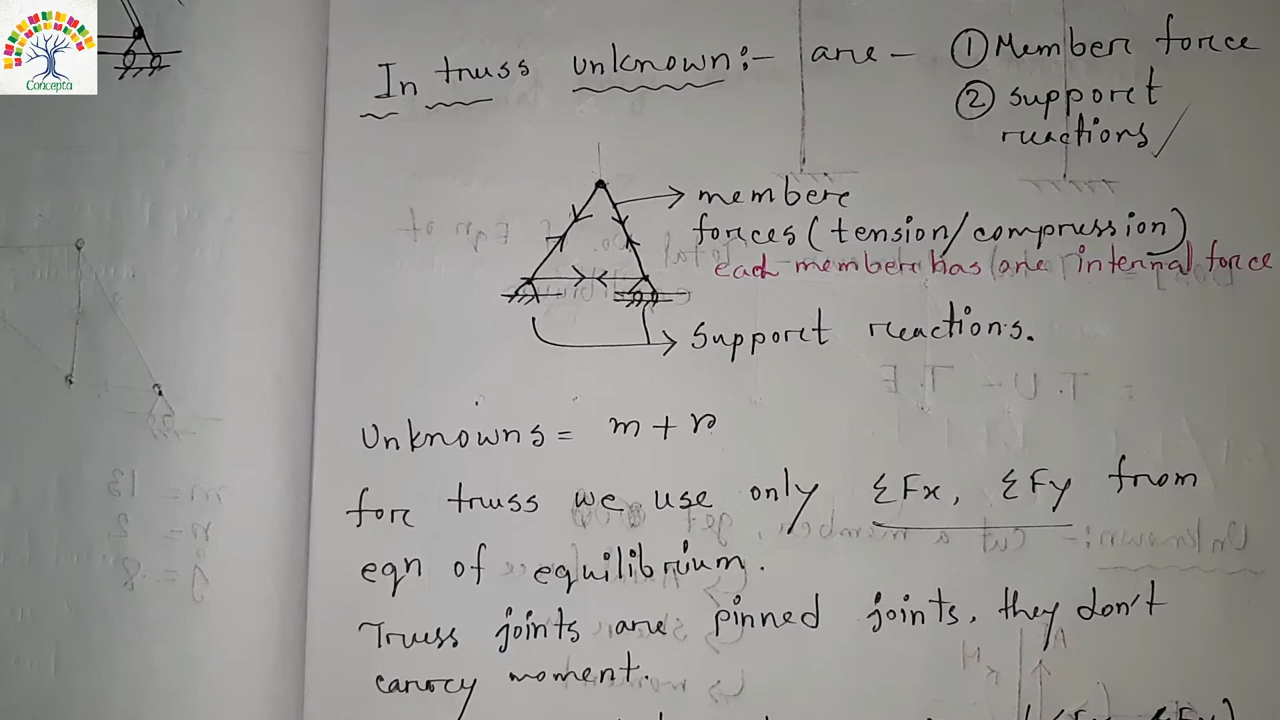 Concepta
In truss unknown:- are - ① Member force
② support
reactions/
member
forces (tension/compression)
each member has one internal force
support reactions.
Unknowns = m + r
for truss we use only ΣFx, ΣFy from
eqn of equilibrium.
Truss joints are pinned joints, they don't
carry moment.